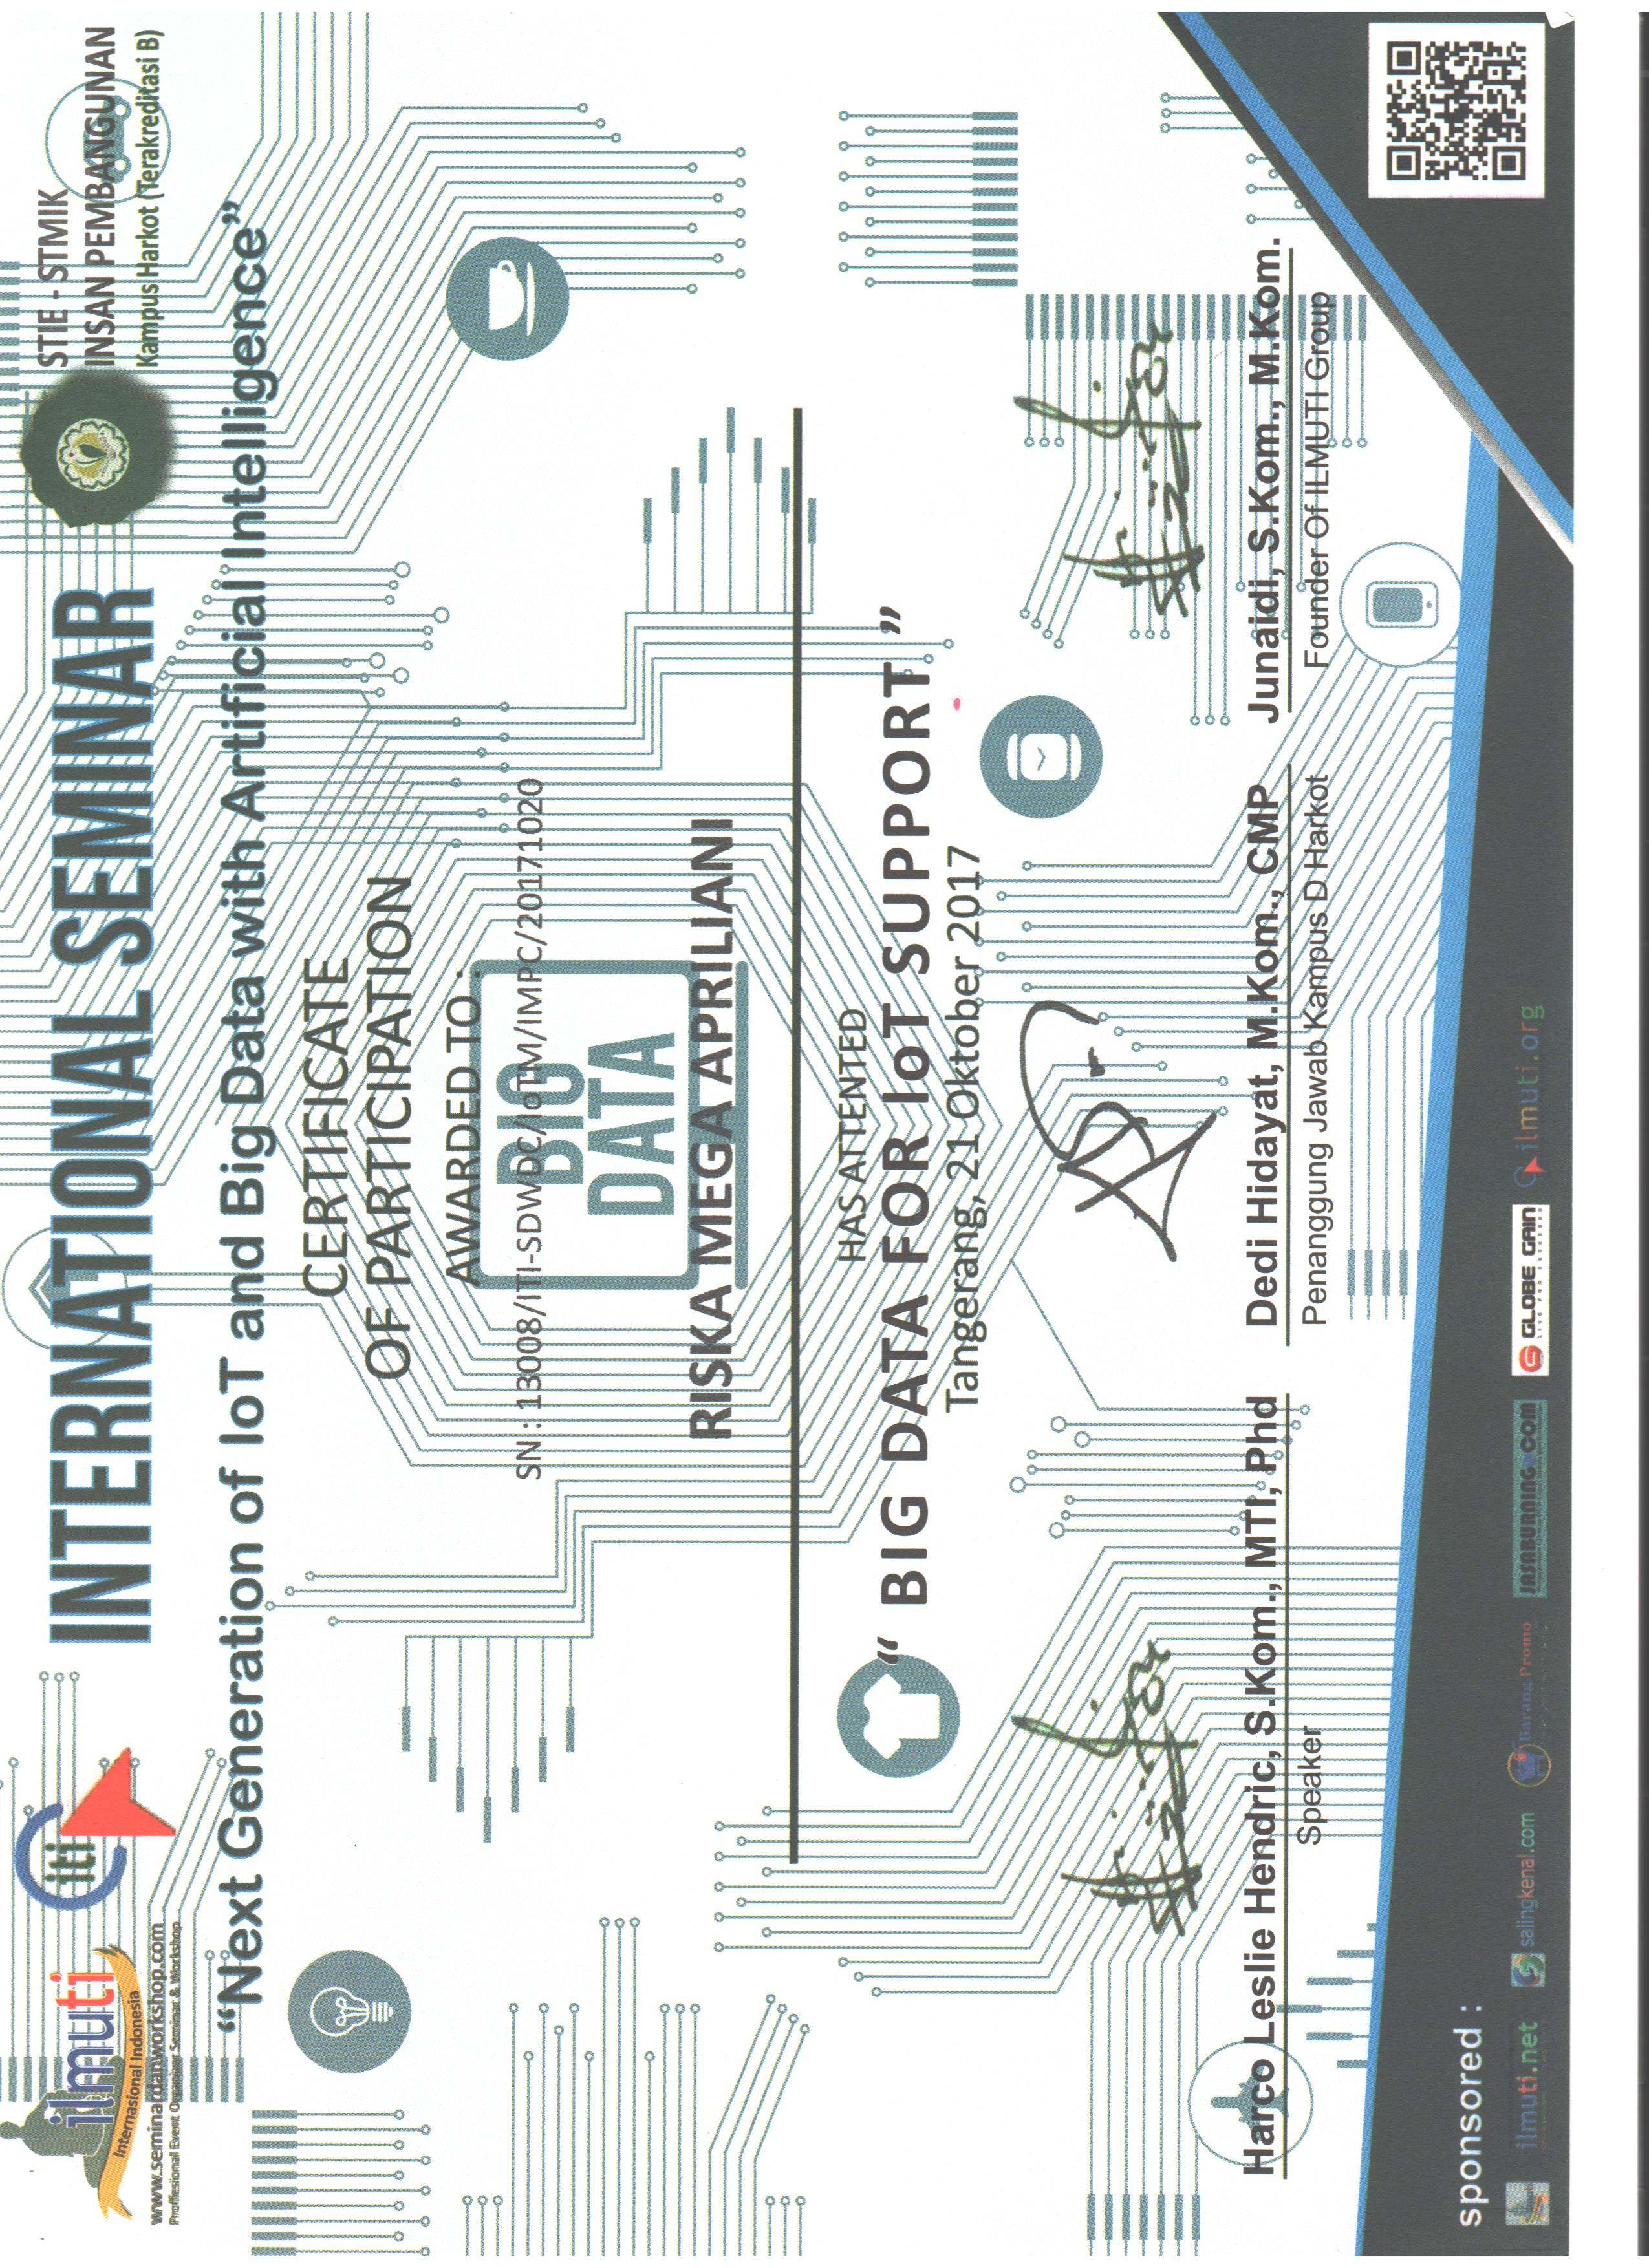 ilmuti
Internasional Indonesia
www.seminardanworkshop.com
Proffesional Event Organizer Seminar & Workshop
iti
INTERNATIONAL SEMINAR
STIE - STMIK
INSAN PEMBANGUNAN
Kampus Harkot (Terakreditasi B)
“Next Generation of IoT and Big Data with Artificial Intelligence”
CERTIFICATE
OF PARTICIPATION
AWARDED TO :
SN : 13008/ITI-SDWDC/IoTM/IMPC/20171020
BIG
DATA
RISKA MEGA APRILIANI
HAS ATTENTED
“ BIG DATA FOR IoT SUPPORT ”
Tangerang, 21 Oktober 2017
Harco Leslie Hendric, S.Kom., MTI, Phd
Speaker
Dedi Hidayat, M.Kom., CMP
Penanggung Jawab Kampus D Harkot
Junaidi, S.Kom., M.Kom.
Founder Of ILMUTI Group
sponsored :
ilmuti
ilmuti.net
salingkenal.com
Barang Promo
JASABURNING.COM
GLOBE GAIN
ilmuti.org